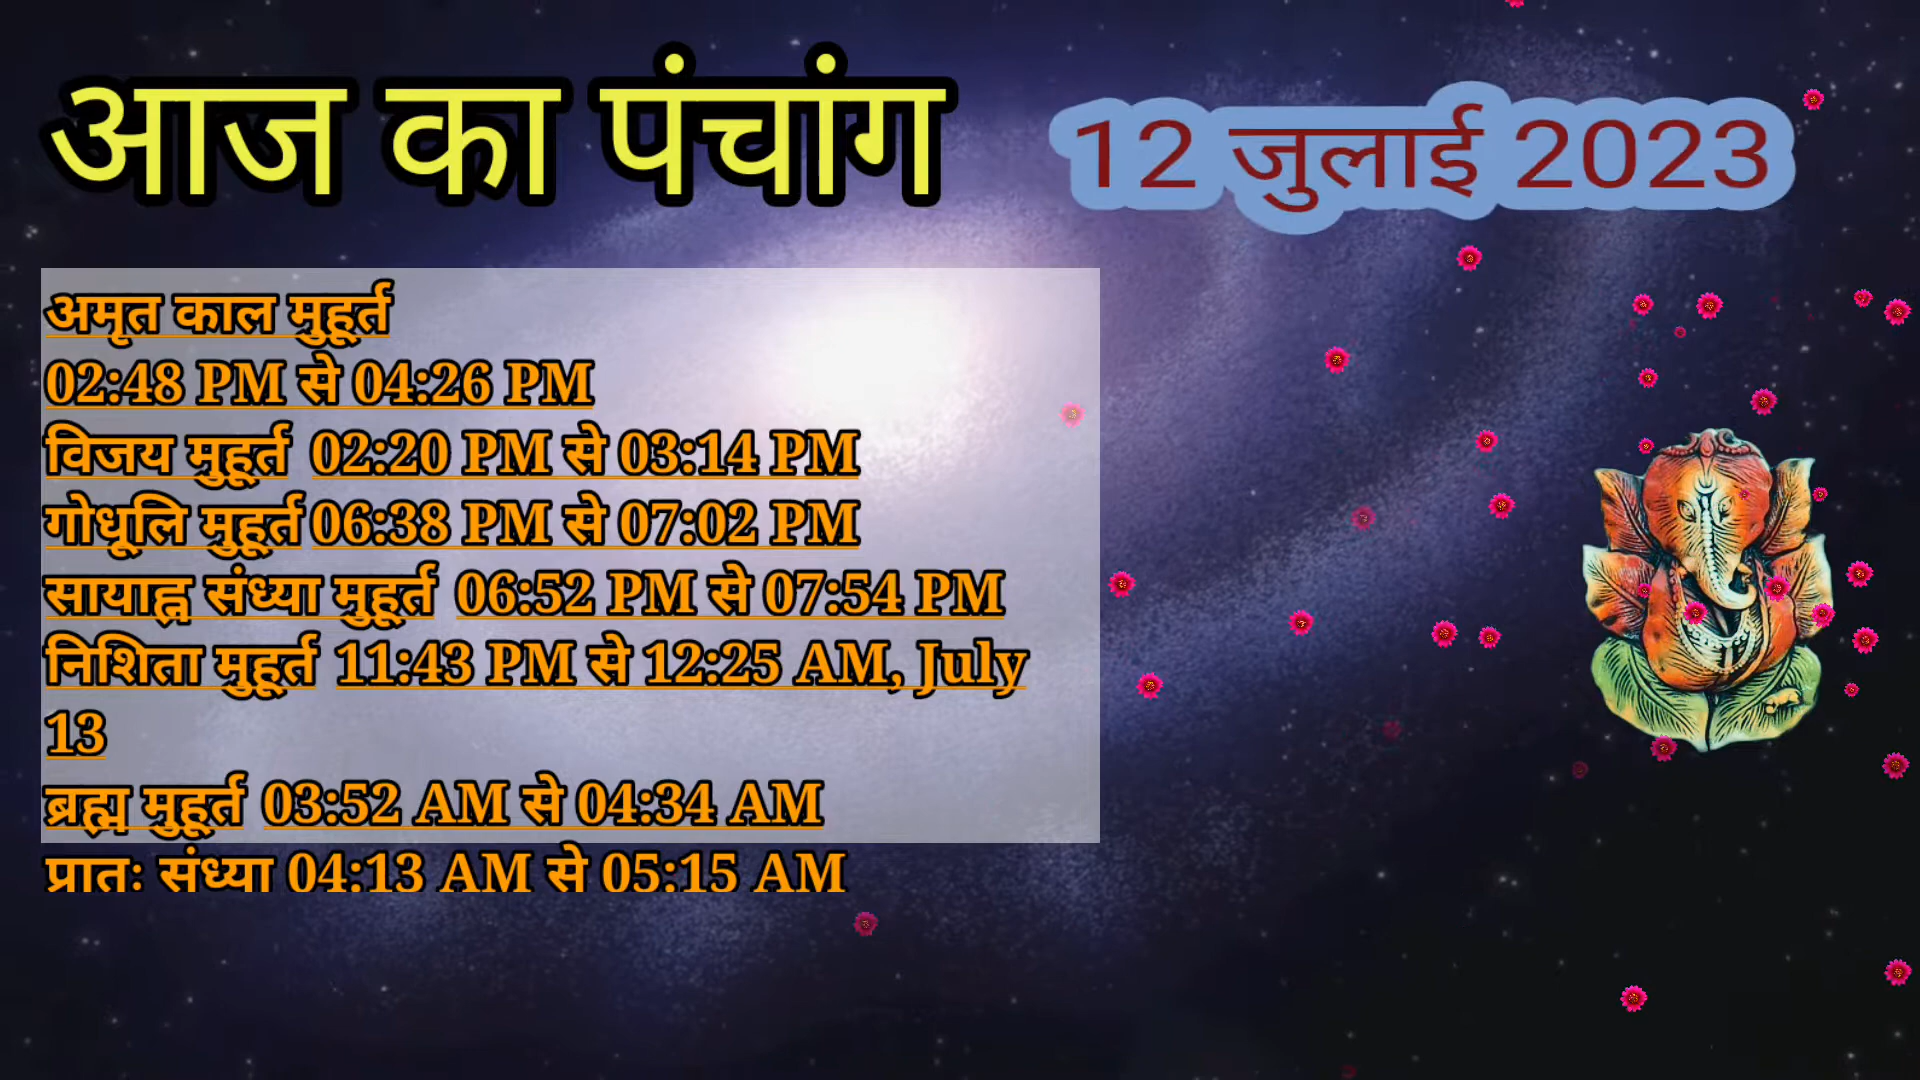 आज का पंचांग
12 जुलाई 2023
अमृत काल मुहूर्त
02:48 PM से 04:26 PM
विजय मुहूर्त 02:20 PM से 03:14 PM
गोधूलि मुहूर्त 06:38 PM से 07:02 PM
सायाह्न संध्या मुहूर्त 06:52 PM से 07:54 PM
निशिता मुहूर्त 11:43 PM से 12:25 AM, July
13
ब्रह्म मुहूर्त 03:52 AM से 04:34 AM
प्रातः संध्या 04:13 AM से 05:15 AM